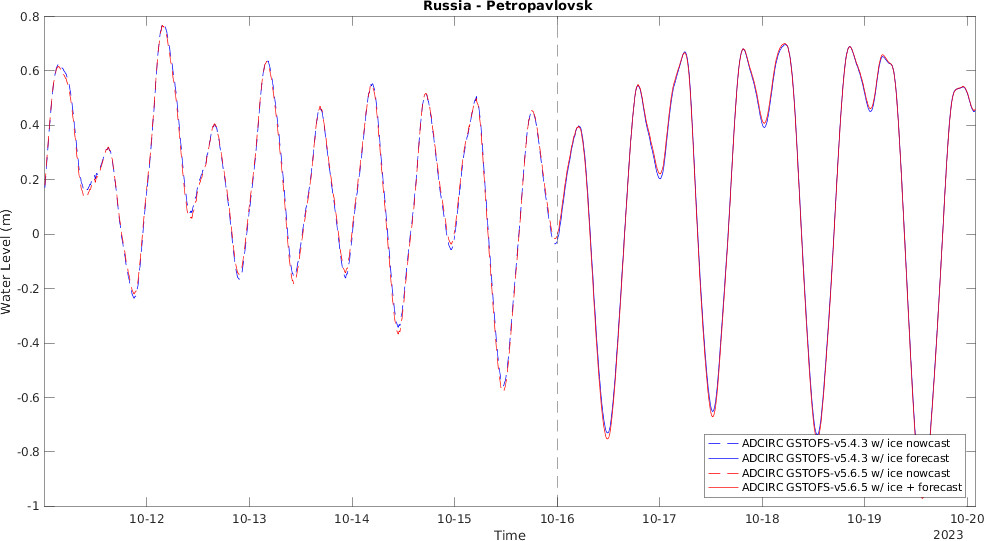 Russia - Petropavlovsk
0.8
0.6
0.4
0.2
0
-0.2
-0.4
-0.6
-0.8
-1
Water Level (m)
ADCIRC GSTOFS-v5.4.3 w/ ice nowcast
ADCIRC GSTOFS-v5.4.3 w/ ice forecast
ADCIRC GSTOFS-v5.6.5 w/ ice nowcast
ADCIRC GSTOFS-v5.6.5 w/ ice + forecast
10-12 10-13 10-14 10-15 10-16 10-17 10-18 10-19 10-20
Time 2023